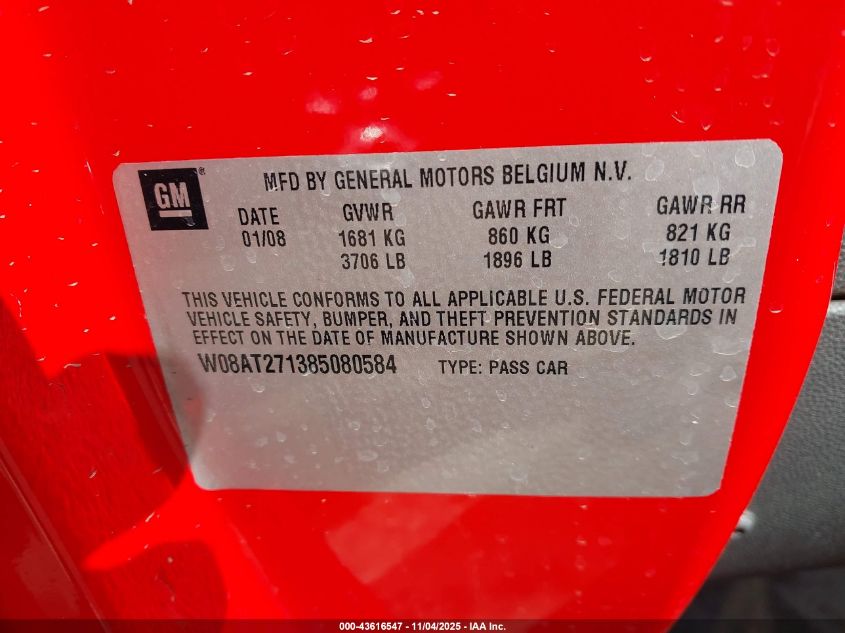 GM®
MFD BY GENERAL MOTORS BELGIUM N.V.
DATE GVWR GAWR FRT GAWR RR
01/08 1681 KG 860 KG 821 KG
3706 LB 1896 LB 1810 LB
THIS VEHICLE CONFORMS TO ALL APPLICABLE U.S. FEDERAL MOTOR
VEHICLE SAFETY, BUMPER, AND THEFT PREVENTION STANDARDS IN
EFFECT ON THE DATE OF MANUFACTURE SHOWN ABOVE.
W08AT271385080584 TYPE: PASS CAR
000-43616547 - 11/04/2025 - IAA Inc.